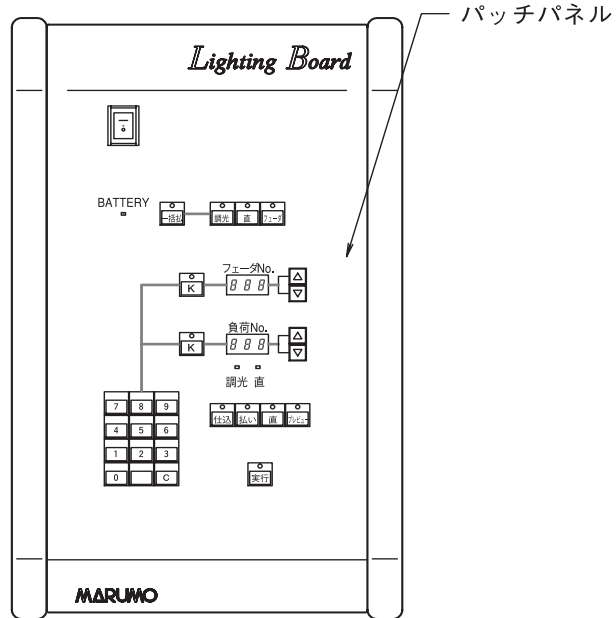 パッチパネル
Lighting Board
BATTERY
一括払 調光 直 フェーダ
フェーダNo.
K 888 △
▽
負荷No.
K 888 △
▽
調光 直
7 8 9
仕込 払い 直 プレビュー
4 5 6
1 2 3
0 C 実行
MARUMO